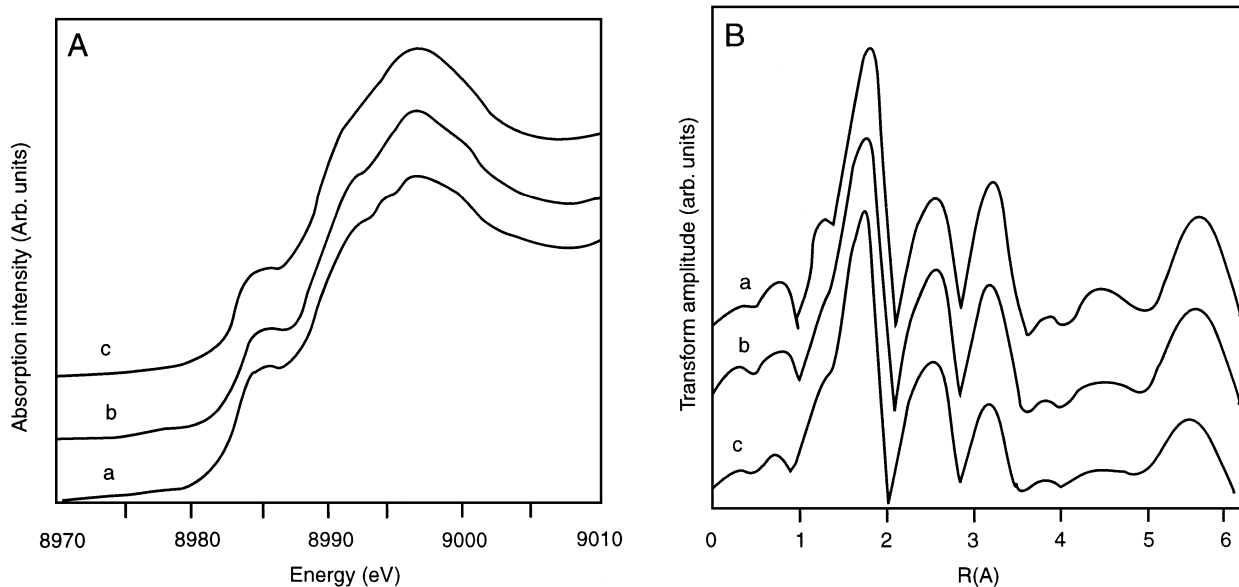 A
Absorption intensity (Arb. units)
c
b
a
8970 8980 8990 9000 9010
Energy (eV)
B
Transform amplitude (arb. units)
a
b
c
0 1 2 3 4 5 6
R(A)